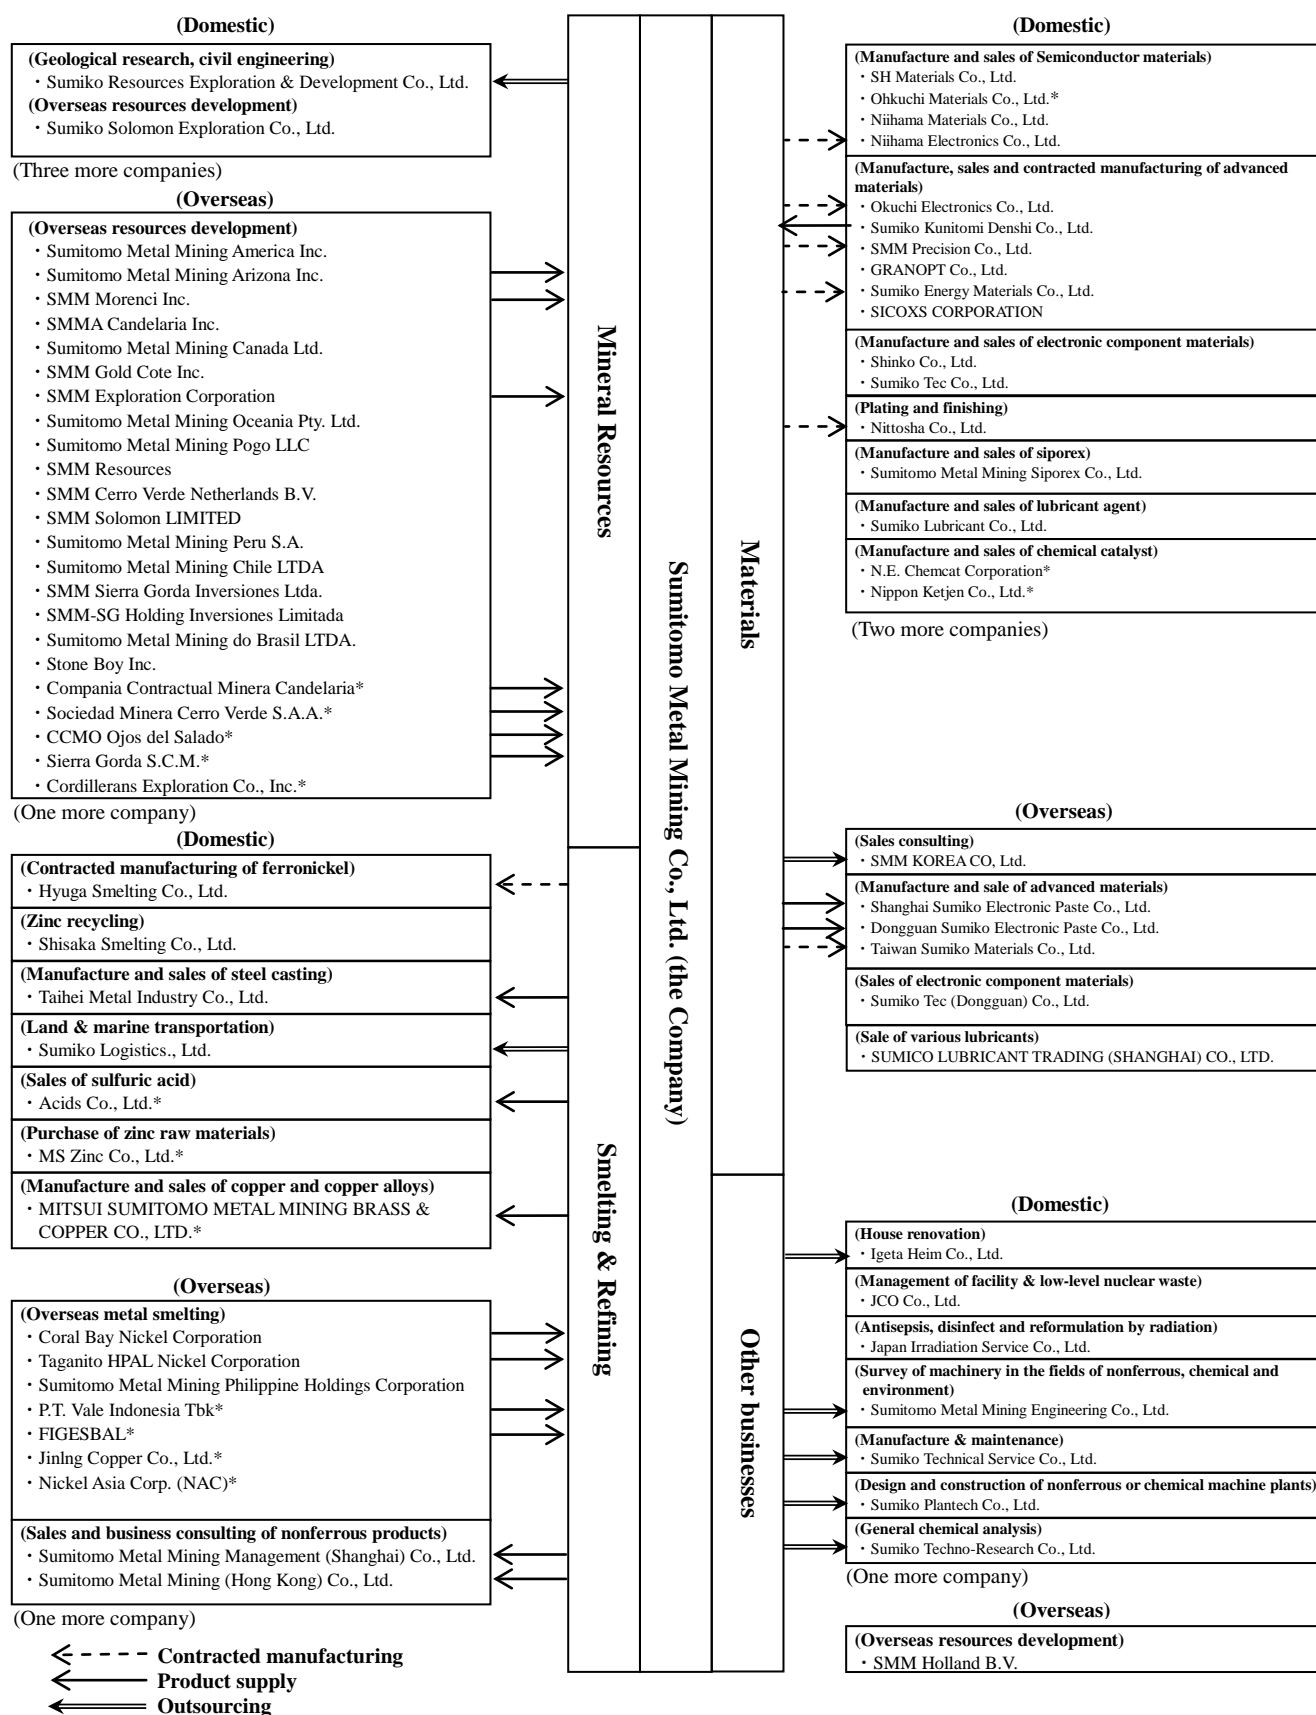 (Domestic)
(Geological research, civil engineering)
・Sumiko Resources Exploration & Development Co., Ltd.
(Overseas resources development)
・Sumiko Solomon Exploration Co., Ltd.
(Three more companies)
(Overseas)
(Overseas resources development)
・Sumitomo Metal Mining America Inc.
・Sumitomo Metal Mining Arizona Inc.
・SMM Morenci Inc.
・SMMA Candelaria Inc.
・Sumitomo Metal Mining Canada Ltd.
・SMM Gold Cote Inc.
・SMM Exploration Corporation
・Sumitomo Metal Mining Oceania Pty. Ltd.
・Sumitomo Metal Mining Pogo LLC
・SMM Resources
・SMM Cerro Verde Netherlands B.V.
・SMM Solomon LIMITED
・Sumitomo Metal Mining Peru S.A.
・Sumitomo Metal Mining Chile LTDA
・SMM Sierra Gorda Inversiones Ltda.
・SMM-SG Holding Inversiones Limitada
・Sumitomo Metal Mining do Brasil LTDA.
・Stone Boy Inc.
・Compania Contractual Minera Candelaria*
・Sociedad Minera Cerro Verde S.A.A.*
・CCMO Ojos del Salado*
・Sierra Gorda S.C.M.*
・Cordillerans Exploration Co., Inc.*
(One more company)
(Domestic)
(Contracted manufacturing of ferronickel)
・Hyuga Smelting Co., Ltd.
(Zinc recycling)
・Shisaka Smelting Co., Ltd.
(Manufacture and sales of steel casting)
・Taihei Metal Industry Co., Ltd.
(Land & marine transportation)
・Sumiko Logistics., Ltd.
(Sales of sulfuric acid)
・Acids Co., Ltd.*
(Purchase of zinc raw materials)
・MS Zinc Co., Ltd.*
(Manufacture and sales of copper and copper alloys)
・MITSUI SUMITOMO METAL MINING BRASS &
COPPER CO., LTD.*
(Overseas)
(Overseas metal smelting)
・Coral Bay Nickel Corporation
・Taganito HPAL Nickel Corporation
・Sumitomo Metal Mining Philippine Holdings Corporation
・P.T. Vale Indonesia Tbk*
・FIGESBAL*
・Jinlng Copper Co., Ltd.*
・Nickel Asia Corp. (NAC)*
(Sales and business consulting of nonferrous products)
・Sumitomo Metal Mining Management (Shanghai) Co., Ltd.
・Sumitomo Metal Mining (Hong Kong) Co., Ltd.
(One more company)
Contracted manufacturing
Product supply
Outsourcing
Mineral Resources
Smelting & Refining
Sumitomo Metal Mining Co., Ltd. (the Company)
Materials
Other businesses
(Domestic)
(Manufacture and sales of Semiconductor materials)
・SH Materials Co., Ltd.
・Ohkuchi Materials Co., Ltd.*
・Niihama Materials Co., Ltd.
・Niihama Electronics Co., Ltd.
(Manufacture, sales and contracted manufacturing of advanced
materials)
・Okuchi Electronics Co., Ltd.
・Sumiko Kunitomi Denshi Co., Ltd.
・SMM Precision Co., Ltd.
・GRANOPT Co., Ltd.
・Sumiko Energy Materials Co., Ltd.
・SICOXS CORPORATION
(Manufacture and sales of electronic component materials)
・Shinko Co., Ltd.
・Sumiko Tec Co., Ltd.
(Plating and finishing)
・Nittosha Co., Ltd.
(Manufacture and sales of siporex)
・Sumitomo Metal Mining Siporex Co., Ltd.
(Manufacture and sales of lubricant agent)
・Sumiko Lubricant Co., Ltd.
(Manufacture and sales of chemical catalyst)
・N.E. Chemcat Corporation*
・Nippon Ketjen Co., Ltd.*
(Two more companies)
(Overseas)
(Sales consulting)
・SMM KOREA CO, Ltd.
(Manufacture and sale of advanced materials)
・Shanghai Sumiko Electronic Paste Co., Ltd.
・Dongguan Sumiko Electronic Paste Co., Ltd.
・Taiwan Sumiko Materials Co., Ltd.
(Sales of electronic component materials)
・Sumiko Tec (Dongguan) Co., Ltd.
(Sale of various lubricants)
・SUMICO LUBRICANT TRADING (SHANGHAI) CO., LTD.
(Domestic)
(House renovation)
・Igeta Heim Co., Ltd.
(Management of facility & low-level nuclear waste)
・JCO Co., Ltd.
(Antisepsis, disinfect and reformulation by radiation)
・Japan Irradiation Service Co., Ltd.
(Survey of machinery in the fields of nonferrous, chemical and
environment)
・Sumitomo Metal Mining Engineering Co., Ltd.
(Manufacture & maintenance)
・Sumiko Technical Service Co., Ltd.
(Design and construction of nonferrous or chemical machine plants)
・Sumiko Plantech Co., Ltd.
(General chemical analysis)
・Sumiko Techno-Research Co., Ltd.
(One more company)
(Overseas)
(Overseas resources development)
・SMM Holland B.V.